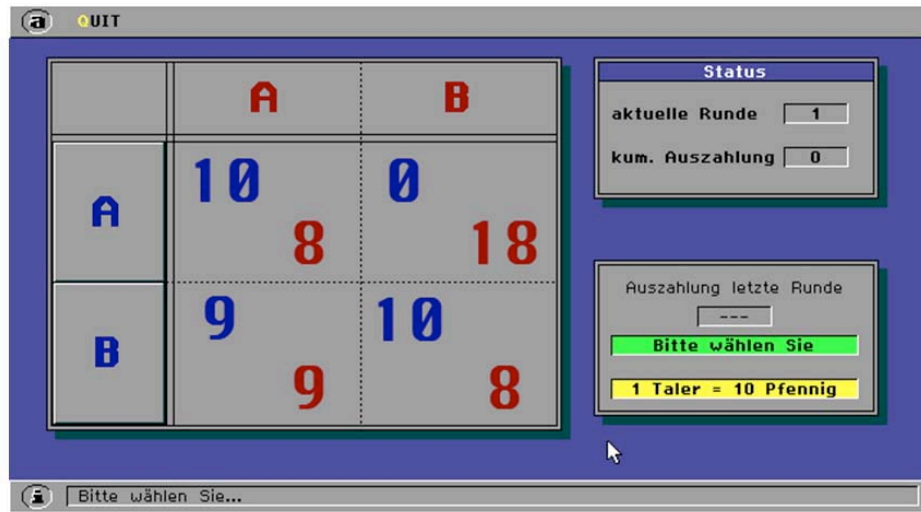 QUIT
A B
A 10 0
8 18
B 9 10
9 8
Status
aktuelle Runde 1
kum. Auszahlung 0
Auszahlung letzte Runde
---
Bitte wählen Sie
1 Taler = 10 Pfennig
Bitte wählen Sie...